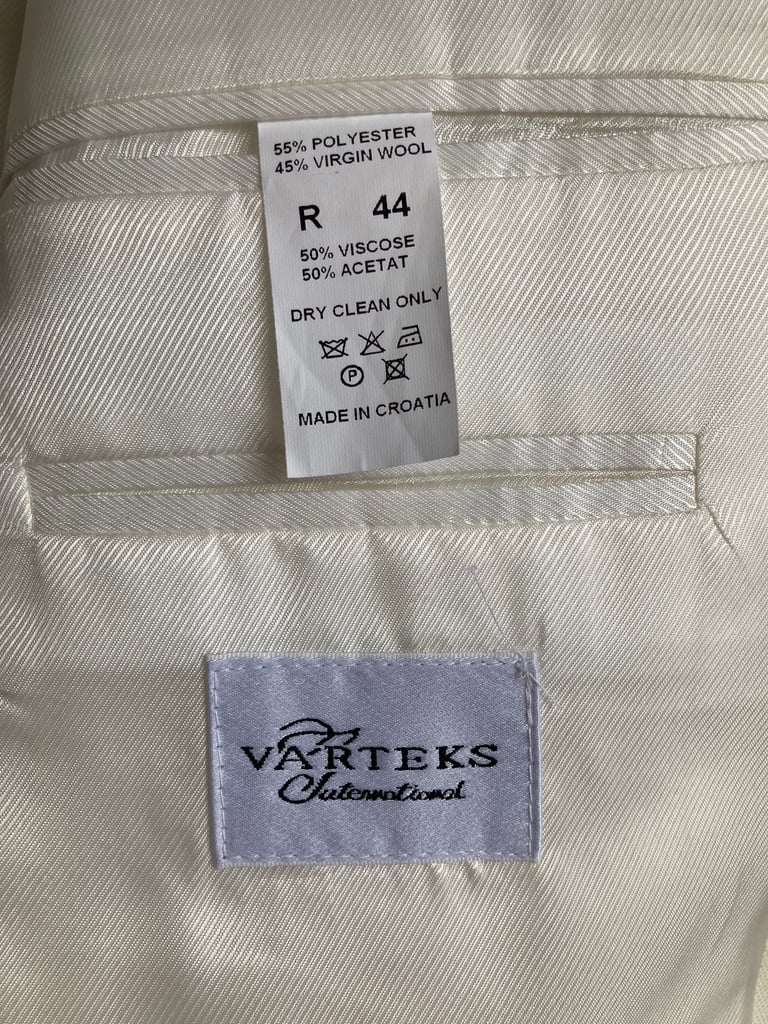 55% POLYESTER
45% VIRGIN WOOL
R 44
50% VISCOSE
50% ACETAT
DRY CLEAN ONLY
P
MADE IN CROATIA
VARTEKS
International